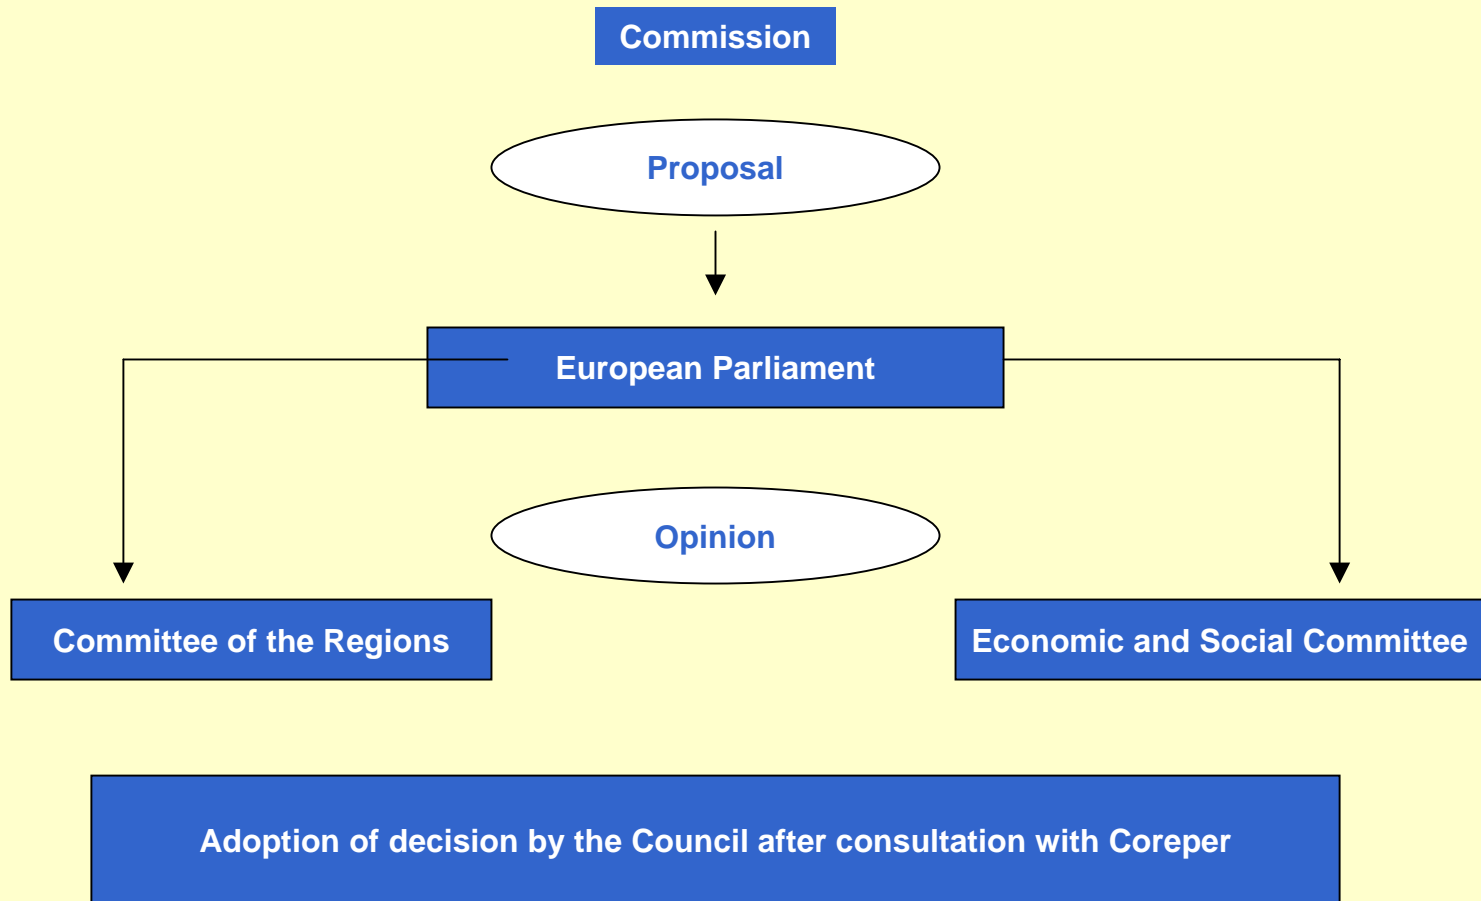 Commission
Proposal
European Parliament
Opinion
Committee of the Regions
Economic and Social Committee
Adoption of decision by the Council after consultation with Coreper